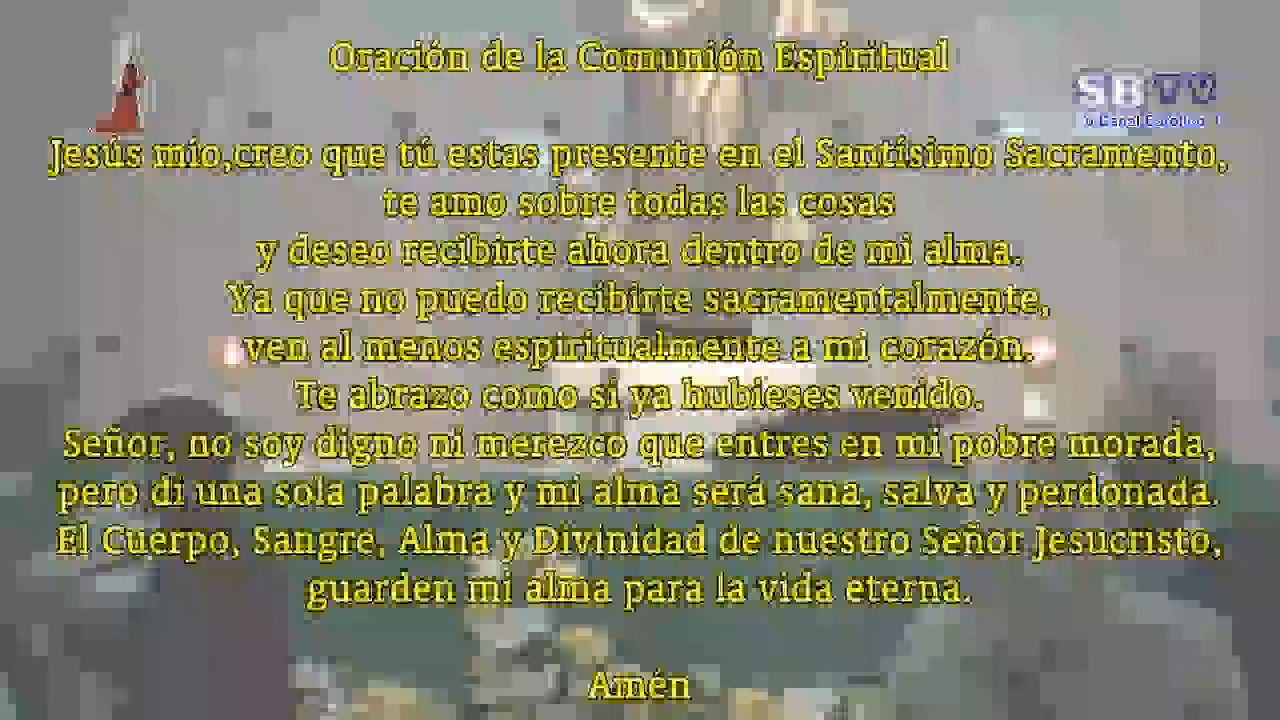 Oración de la Comunión Espiritual
SBTV
Jesús mío,creo que tú estas presente en el Santísimo Sacramento,
te amo sobre todas las cosas
y deseo recibirte ahora dentro de mi alma.
Ya que no puedo recibirte sacramentalmente,
ven al menos espiritualmente a mi corazón.
Te abrazo como si ya hubieses venido.
Señor, no soy digno ni merezco que entres en mi pobre morada,
pero di una sola palabra y mi alma será sana, salva y perdonada.
El Cuerpo, Sangre, Alma y Divinidad de nuestro Señor Jesucristo,
guarden mi alma para la vida eterna.
Amén